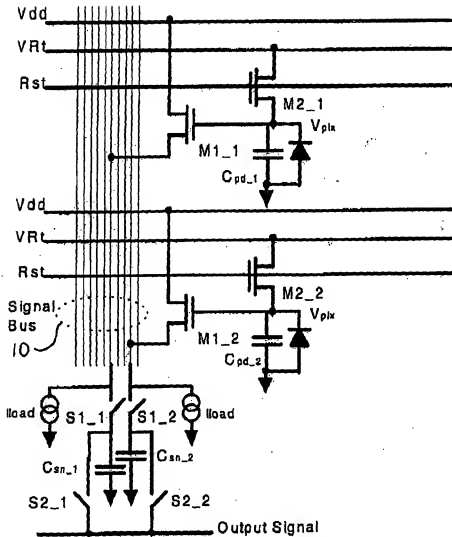 Vdd
VRt
Rst
M2_1
Vpix
M1_1
Cpd_1
Vdd
VRt
Rst
M2_2
Signal
Bus
10
Vpix
M1_2
Cpd_2
Iload
S1_1
S1_2
Iload
Csn_1
Csn_2
S2_1
S2_2
Output Signal